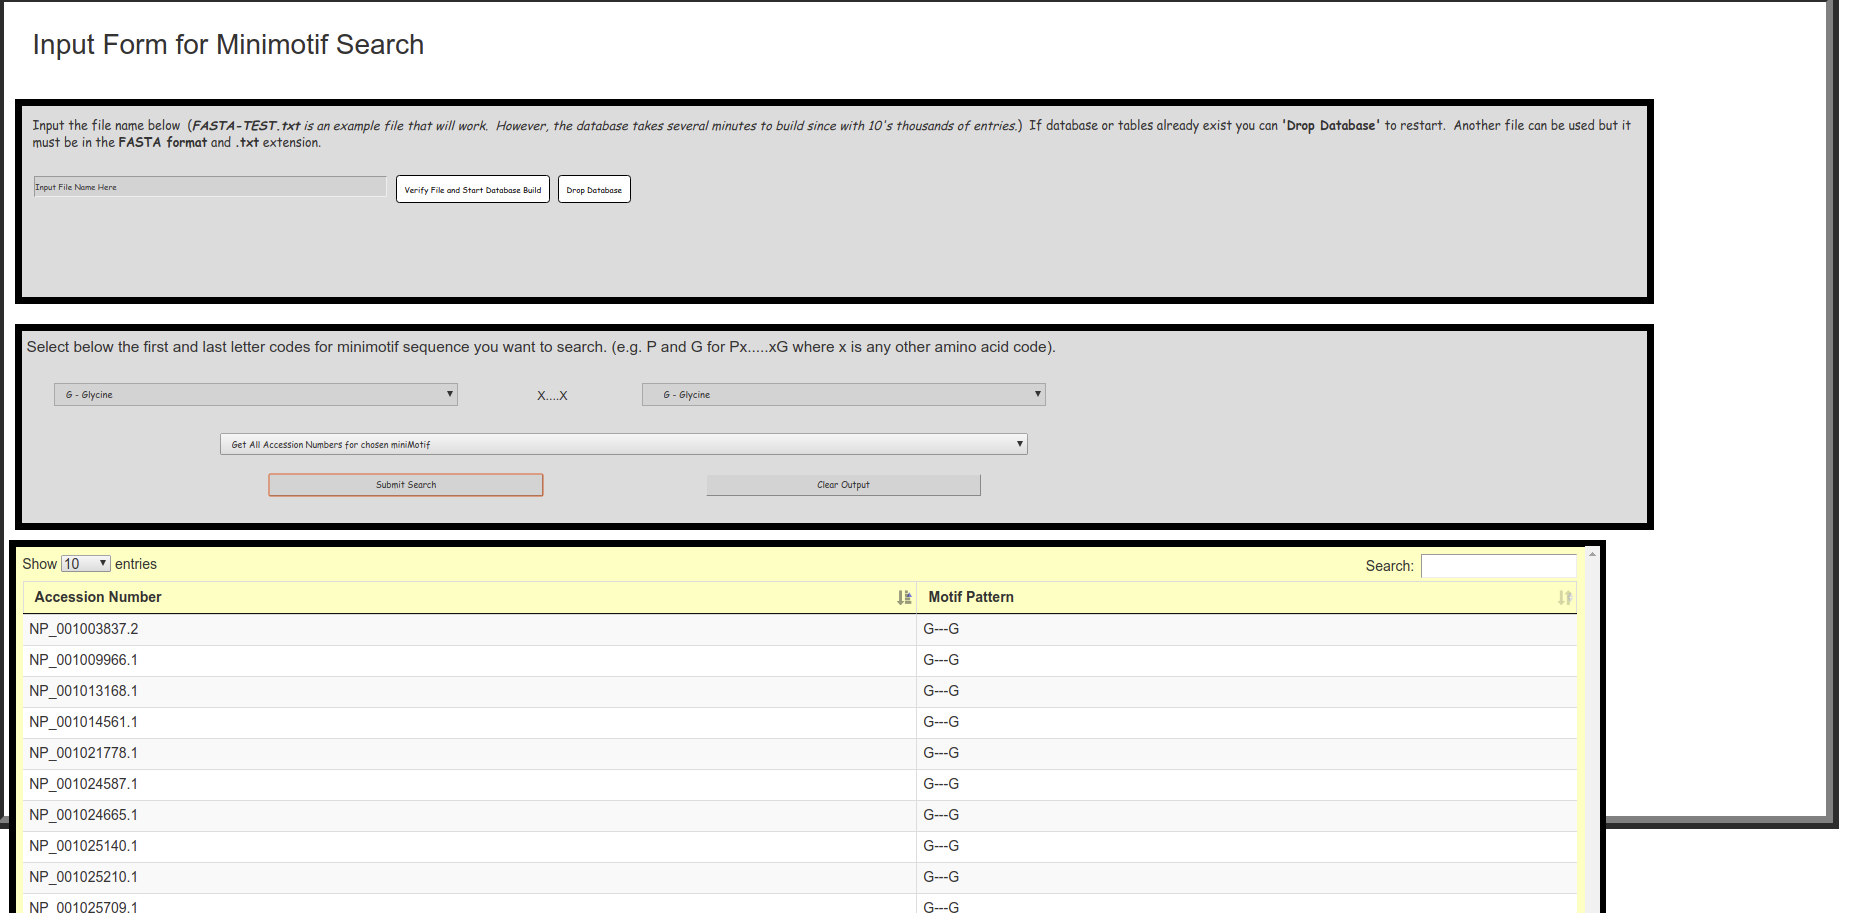 Input Form for Minimotif Search
Input the file name below (FASTA-TEST.txt is an example file that will work. However, the database takes several minutes to build since with 10's thousands of entries.) If database or tables already exist you can 'Drop Database' to restart. Another file can be used but it
must be in the FASTA format and .txt extension.
Input File Name Here Verify File and Start Database Build Drop Database
Select below the first and last letter codes for minimotif sequence you want to search. (e.g. P and G for Px.....xG where x is any other amino acid code).
G - Glycine X....X G - Glycine
Get All Accession Numbers for chosen miniMotif
Submit Search Clear Output
Show 10 entries Search:
Accession Number Motif Pattern
NP_001003837.2 G---G
NP_001009966.1 G---G
NP_001013168.1 G---G
NP_001014561.1 G---G
NP_001021778.1 G---G
NP_001024587.1 G---G
NP_001024665.1 G---G
NP_001025140.1 G---G
NP_001025210.1 G---G
NP_001025709.1 G---G